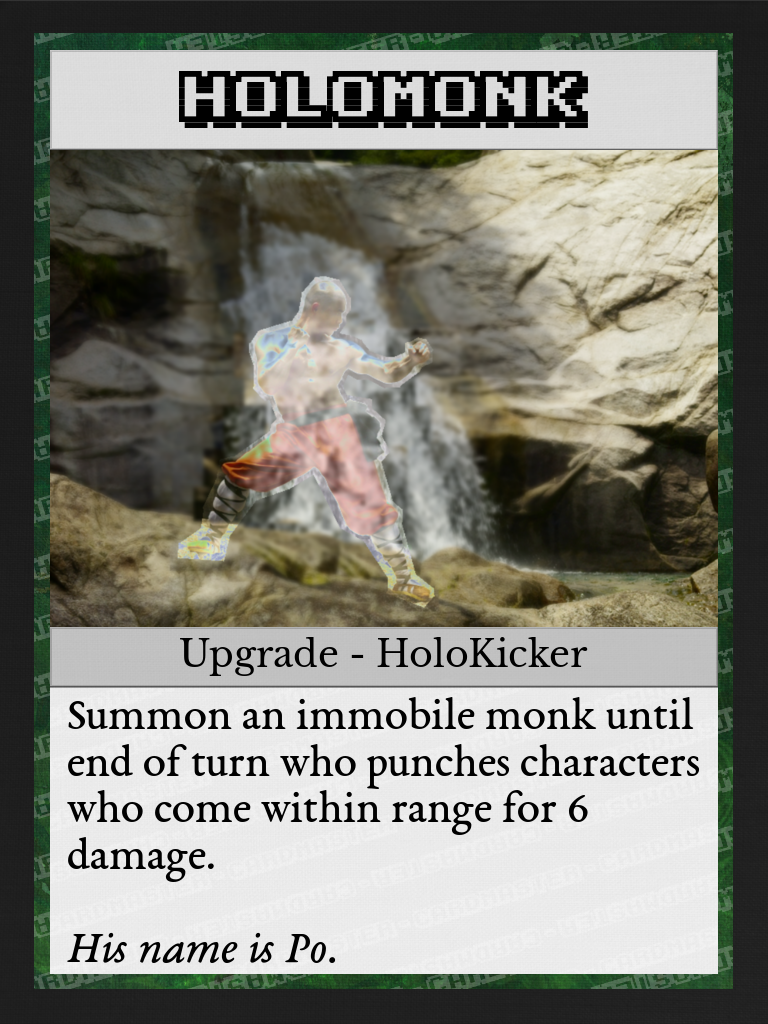 HOLOMONK
Upgrade - HoloKicker
Summon an immobile monk until
end of turn who punches characters
who come within range for 6
damage.
His name is Po.